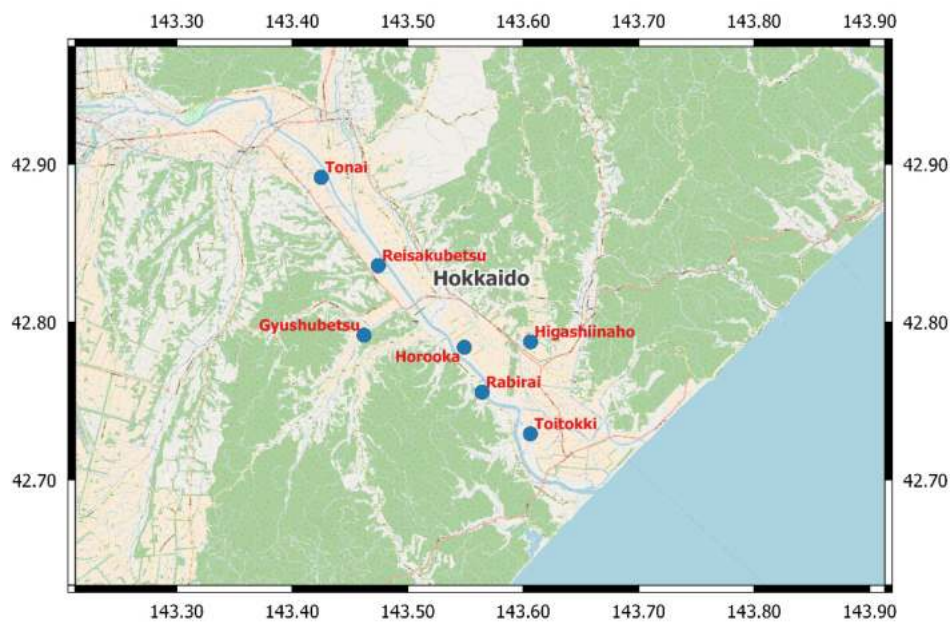 143.30 143.40 143.50 143.60 143.70 143.80 143.90
42.90 42.90
Tonai
Reisakubetsu
Hokkaido
42.80 42.80
Gyushubetsu
Higashiinaho
Horooka
Rabirai
Toitokki
42.70 42.70
143.30 143.40 143.50 143.60 143.70 143.80 143.90